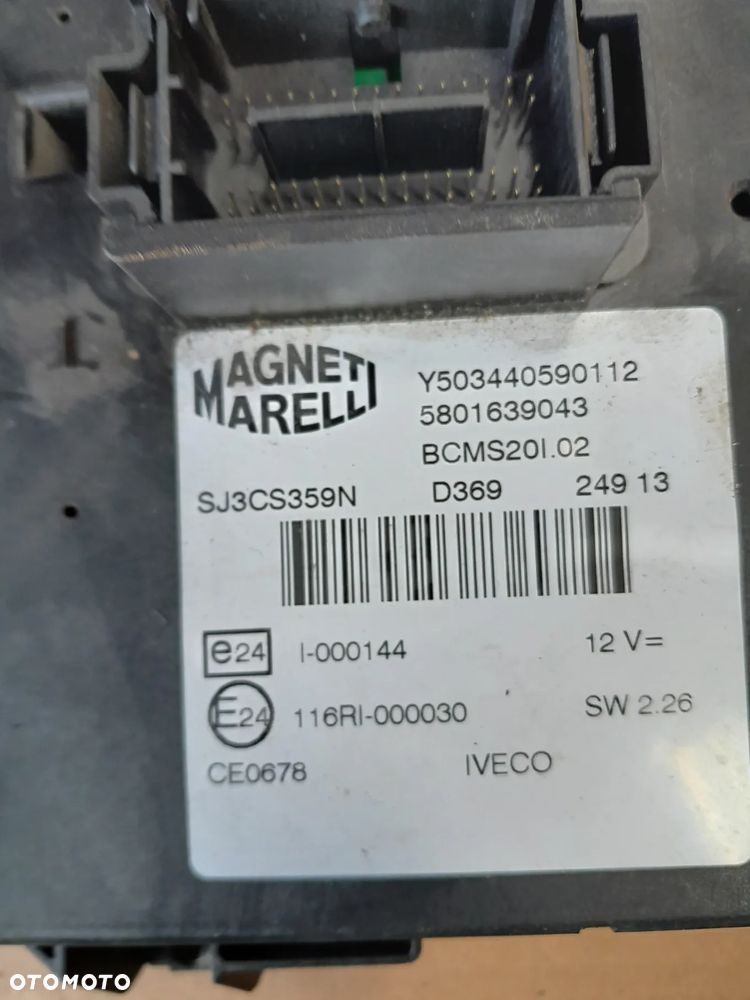 MAGNETI
MARELLI
Y503440590112
5801639043
BCMS20I.02
SJ3CS359N D369 249 13
e24 I-000144 12 V=
E24 116RI-000030 SW 2.26
CE0678 IVECO
OTOMOTO